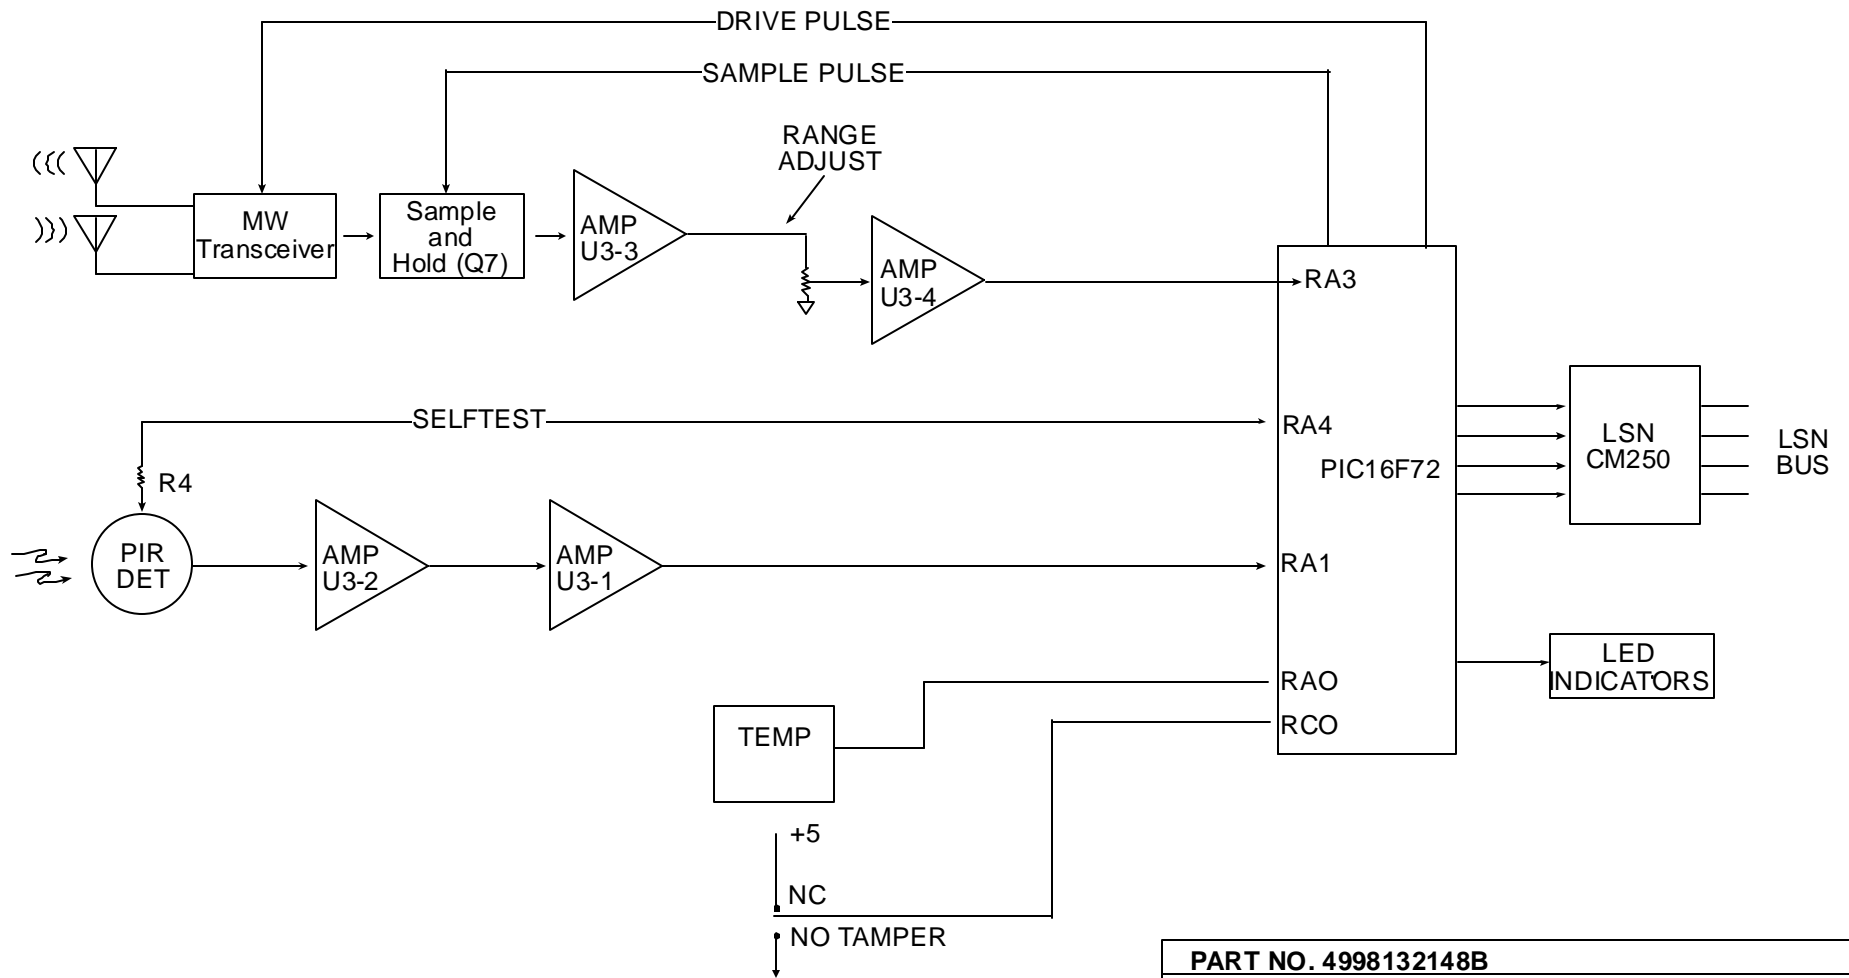 DRIVE PULSE
SAMPLE PULSE
RANGE
ADJUST
MW
Transceiver
Sample
and
Hold (Q7)
AMP
U3-3
AMP
U3-4
RA3
SELFTEST
RA4
R4
PIC16F72
LSN
CM250
LSN
BUS
PIR
DET
AMP
U3-2
AMP
U3-1
RA1
LED
INDICATORS
RAO
RCO
TEMP
+5
NC
NO TAMPER
PART NO. 4998132148B